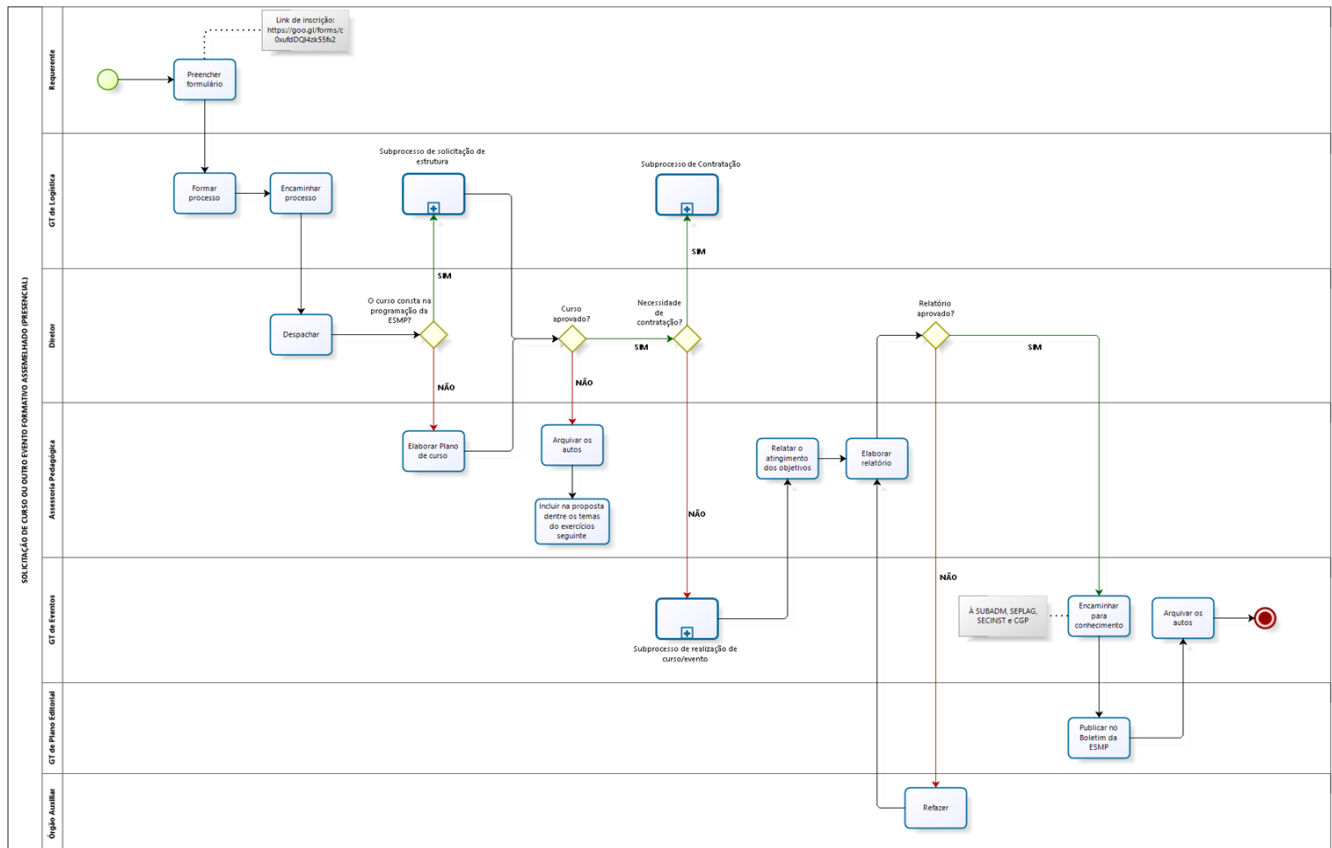 SOLICITAÇÃO DE CURSO OU OUTRO EVENTO FORMATIVO ASSEMELHADO (PRESENCIAL)
Requerente
Link de inscrição:
https://goo.gl/forms/c
Preencher
formulário
GT de Logística
Formar
processo
Encaminhar
processo
Subprocesso de solicitação de
estrutura
Subprocesso de Contratação
SIM
SIM
Diretor
Despachar
O curso consta na
programação da
ESMP?
Curso
aprovado?
Necessidade
de
contratação?
Relatório
aprovado?
SIM
SIM
NÃO
NÃO
Assessoria Pedagógica
Elaborar Plano
de curso
Arquivar os
autos
Incluir na proposta
dentre os temas
do exercícios
seguinte
Relatar o
atingimento
dos objetivos
Elaborar
relatório
NÃO
GT de Eventos
NÃO
Subprocesso de realização de
curso/evento
À SUBADM, SEPLAG,
SECINST e CGP
Encaminhar
para
conhecimento
Arquivar os
autos
GT de Plano Editorial
Publicar no
Boletim da
ESMP
Órgão Auxiliar
Refazer